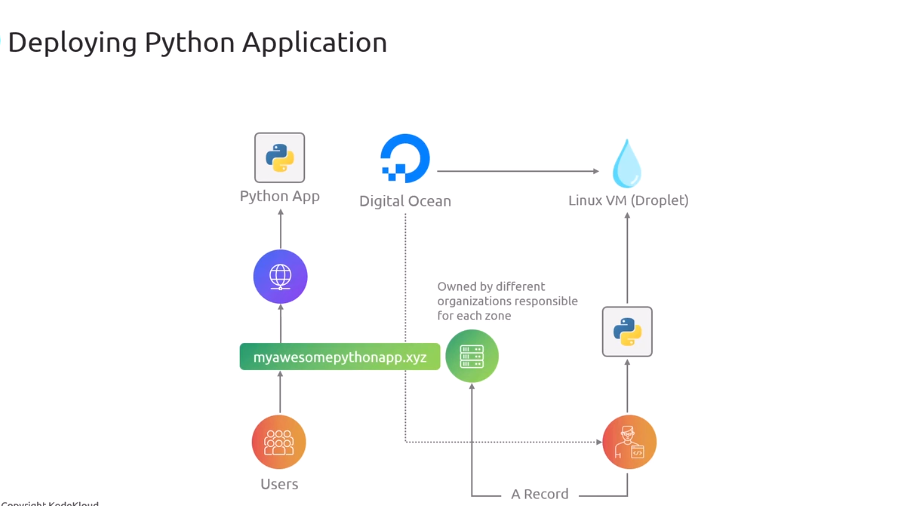 Deploying Python Application
Python App
Digital Ocean
Linux VM (Droplet)
Owned by different
organizations responsible
for each zone
myawesomepythonapp.xyz
Users
A Record
Copyright KodeKloud